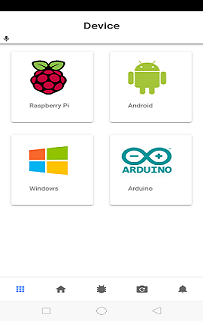 Device
Raspberry Pi
Android
ARDUINO
Windows
Arduino